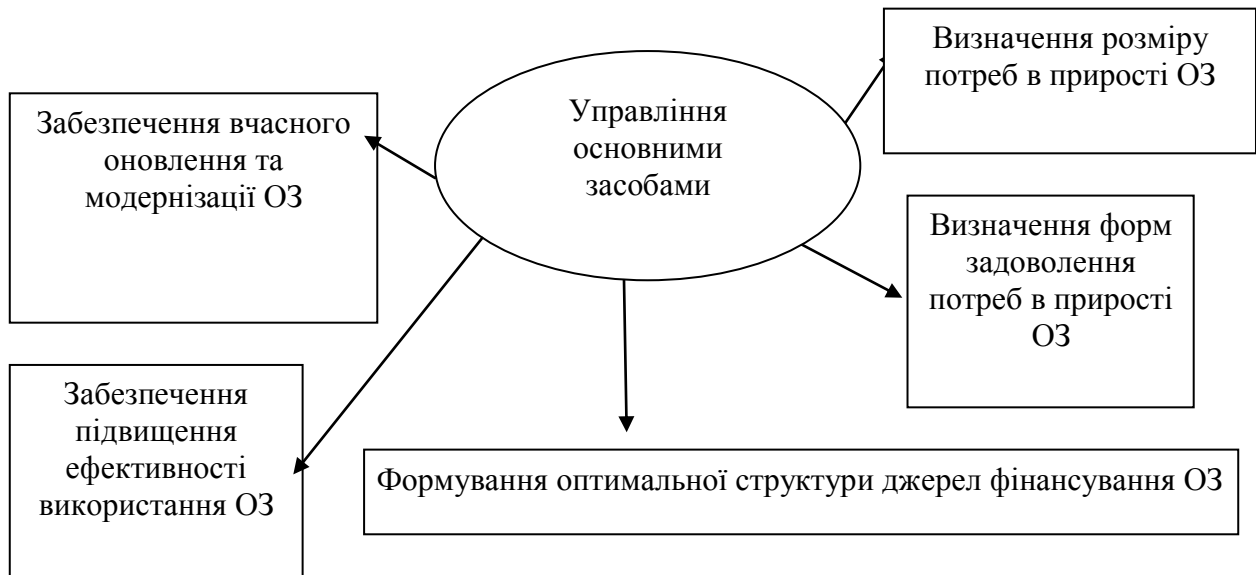 Управління
основними
засобами
Визначення розміру
потреб в прирості ОЗ
Забезпечення вчасного
оновлення та
модернізації ОЗ
Визначення форм
задоволення
потреб в прирості
ОЗ
Забезпечення
підвищення
ефективності
використання ОЗ
Формування оптимальної структури джерел фінансування ОЗ